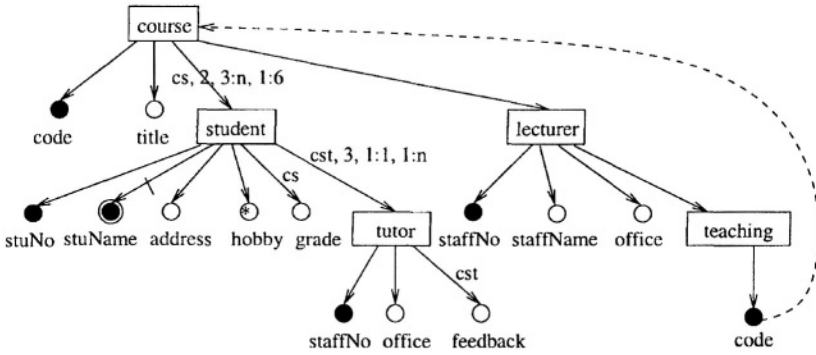 course
cs, 2, 3:n, 1:6
code
title
student
lecturer
cst, 3, 1:1, 1:n
cs
*
stuNo
stuName
address
hobby
grade
tutor
staffNo
staffName
office
teaching
cst
staffNo
office
feedback
code